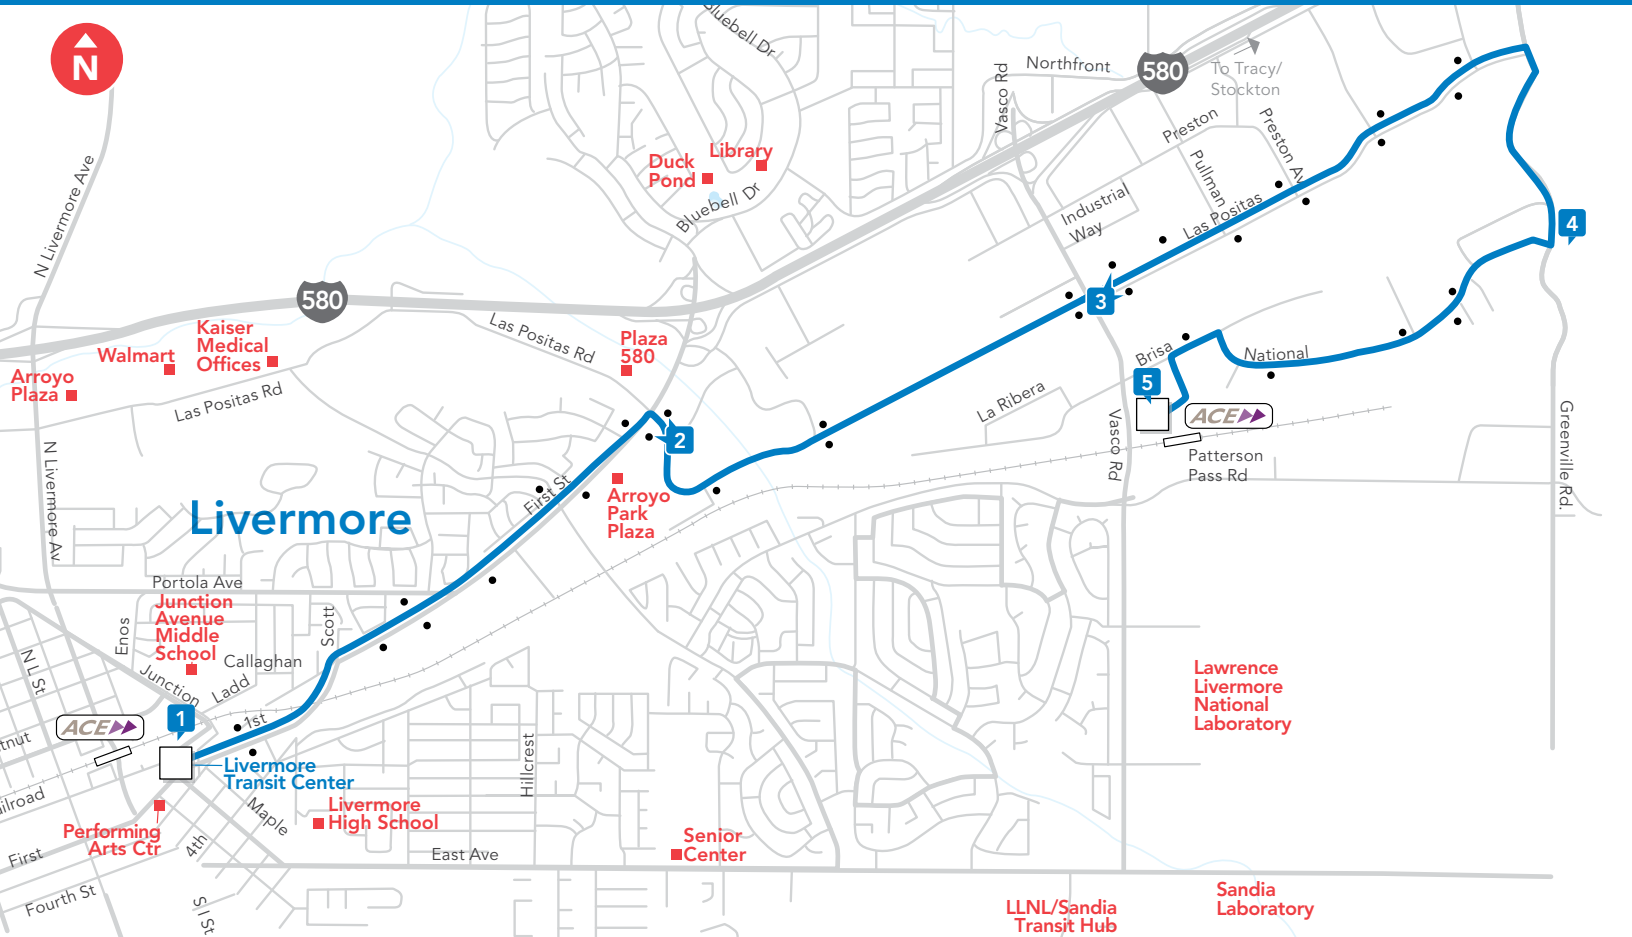 N
Bluebell Dr
580
To Tracy/
Stockton
Northfront
Vasco Rd
Preston
Preston Av
Pullman
Library
Duck
Pond
Bluebell Dr
Industrial
Way
Las Positas
4
N Livermore Ave
580
3
Las Positas Rd
Plaza
580
Kaiser
Medical
Offices
Walmart
Arroyo
Plaza
Las Positas Rd
Brisa
National
5
ACE
La Ribera
Vasco Rd
Patterson
Pass Rd
Greenville Rd.
2
N Livermore Av
First St
Arroyo
Park
Plaza
Livermore
Portola Ave
Junction
Avenue
Middle
School
Enos
Scott
Callaghan
Ladd
Junction
N L St
1
1st
ACE
tnut
Livermore
Transit Center
Lawrence
Livermore
National
Laboratory
Hillcrest
ilroad
Maple
Livermore
High School
Performing
Arts Ctr
4th
First
East Ave
Senior
Center
Fourth St
S I St
LLNL/Sandia
Transit Hub
Sandia
Laboratory